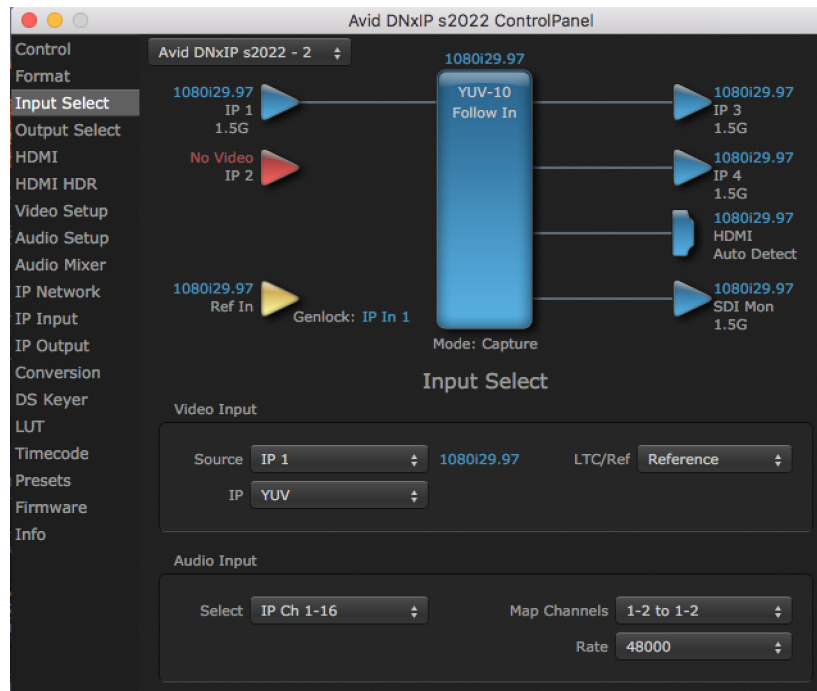 Avid DNxIP s2022 ControlPanel
Control
Format
Input Select
Output Select
HDMI
HDMI HDR
Video Setup
Audio Setup
Audio Mixer
IP Network
IP Input
IP Output
Conversion
DS Keyer
LUT
Timecode
Presets
Firmware
Info
Avid DNxIP s2022 - 2
1080i29.97
IP 1
1.5G
No Video
IP 2
1080i29.97
Ref In
Genlock: IP In 1
1080i29.97
YUV-10
Follow In
Mode: Capture
1080i29.97
IP 3
1.5G
1080i29.97
IP 4
1.5G
1080i29.97
HDMI
Auto Detect
1080i29.97
SDI Mon
1.5G
Input Select
Video Input
Source IP 1 1080i29.97 LTC/Ref Reference
IP YUV
Audio Input
Select IP Ch 1-16 Map Channels 1-2 to 1-2
Rate 48000